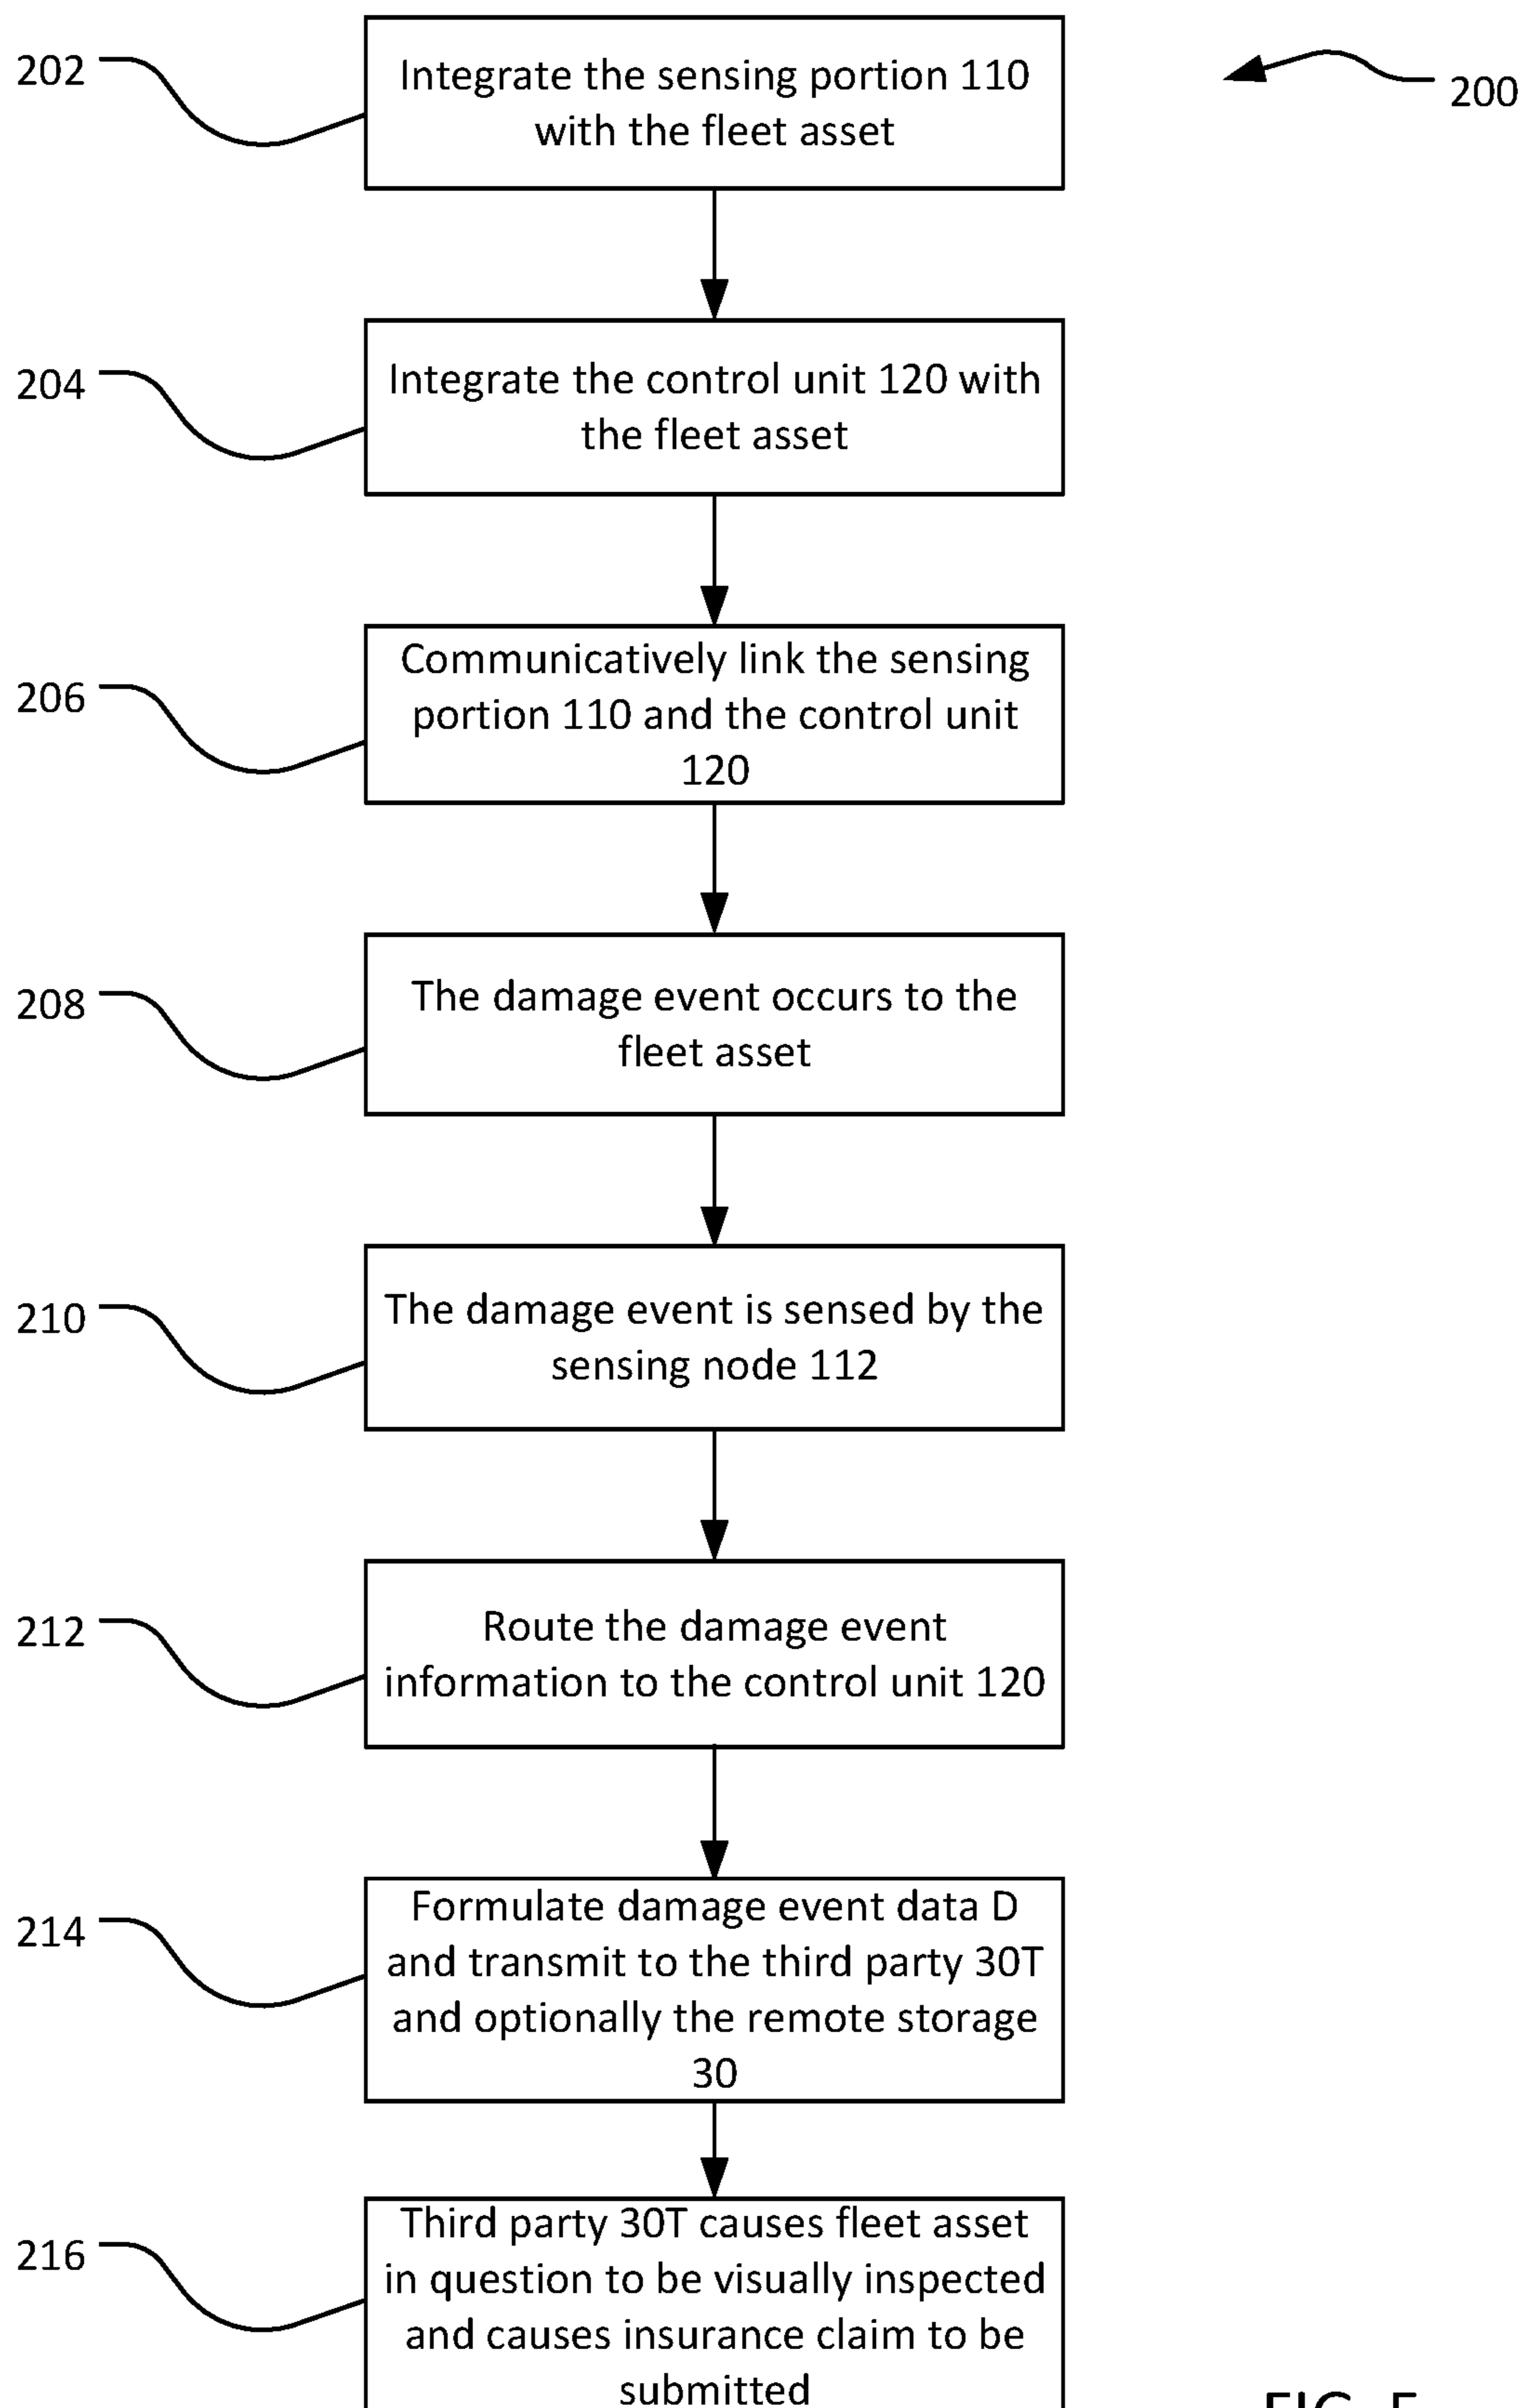 202
Integrate the sensing portion 110
with the fleet asset
200
204
Integrate the control unit 120 with
the fleet asset
206
Communicatively link the sensing
portion 110 and the control unit
120
208
The damage event occurs to the
fleet asset
210
The damage event is sensed by the
sensing node 112
212
Route the damage event
information to the control unit 120
214
Formulate damage event data D
and transmit to the third party 30T
and optionally the remote storage
30
216
Third party 30T causes fleet asset
in question to be visually inspected
and causes insurance claim to be
submitted
FIG. 5